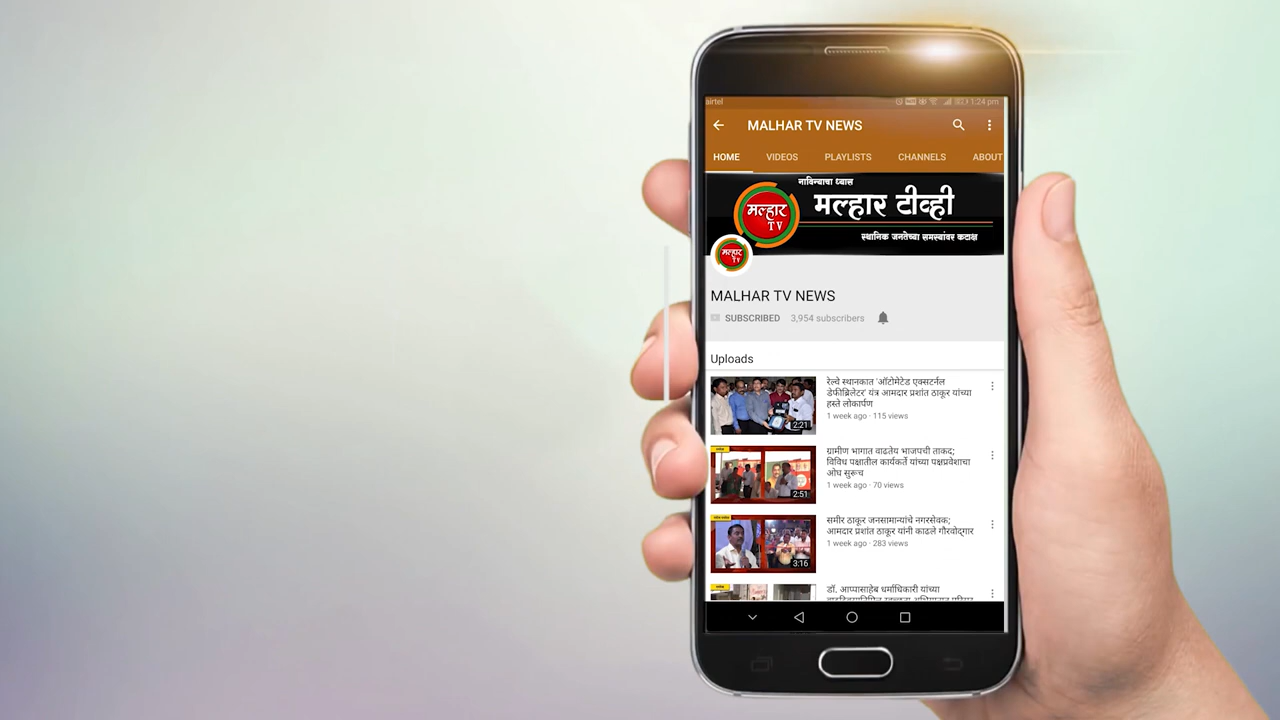 airtel 1:24 pm
MALHAR TV NEWS
HOME VIDEOS PLAYLISTS CHANNELS ABOUT
नाविन्याचा ध्यास
मल्हार टीव्ही
स्थानिक जनतेच्या समस्यांवर कटाक्ष
मल्हार
TV
मल्हार
TV
MALHAR TV NEWS
SUBSCRIBED 3,954 subscribers
Uploads
रेल्वे स्थानकात 'ऑटोमेटेड एक्सटर्नल
डेफीब्रिलेटर' यंत्र आमदार प्रशांत ठाकूर यांच्या
हस्ते लोकार्पण
1 week ago · 115 views
2:21
ग्रामीण भागात वाढतेय भाजपची ताकद;
विविध पक्षातील कार्यकर्ते यांच्या पक्षप्रवेशाचा
ओघ सुरूच
1 week ago · 70 views
2:51
समीर ठाकूर जनसामान्यांचे नगरसेवक;
आमदार प्रशांत ठाकूर यांनी काढले गौरवोद्गार
1 week ago · 283 views
3:16
डॉ. आप्पासाहेब धर्माधिकारी यांच्या